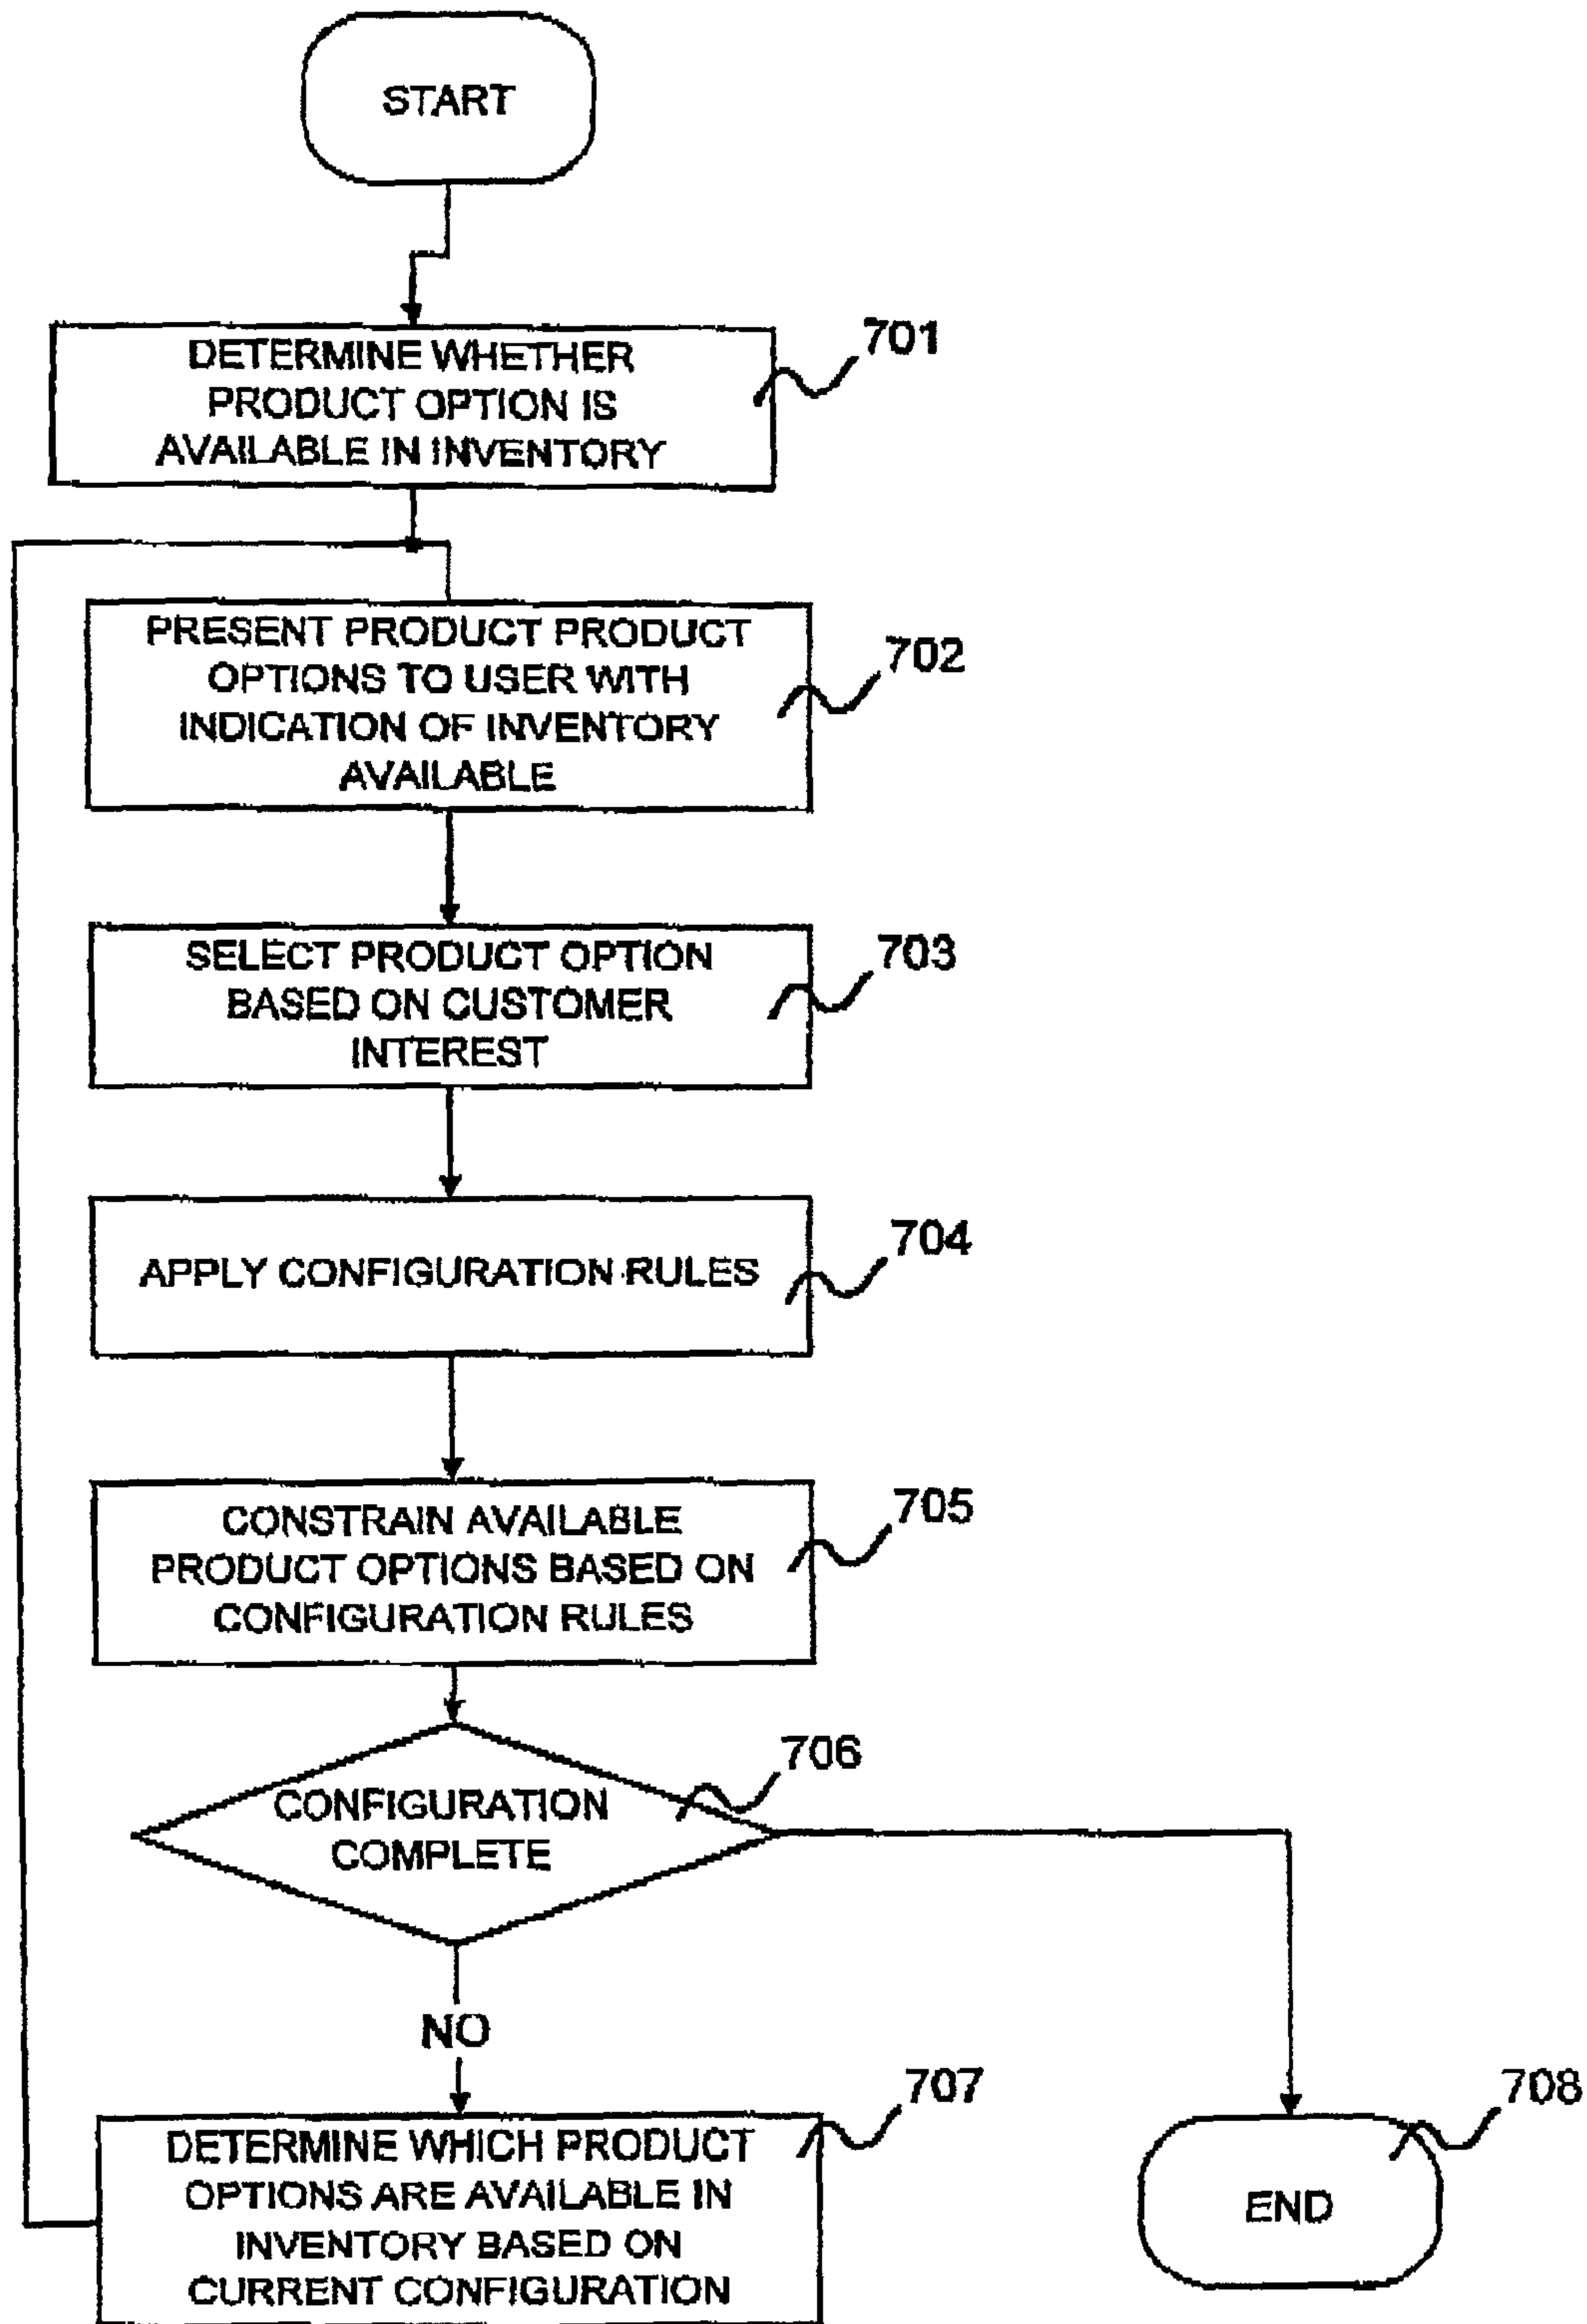 START
DETERMINE WHETHER
PRODUCT OPTION IS
AVAILABLE IN INVENTORY
701
PRESENT PRODUCT PRODUCT
OPTIONS TO USER WITH
INDICATION OF INVENTORY
AVAILABLE
702
SELECT PRODUCT OPTION
BASED ON CUSTOMER
INTEREST
703
APPLY CONFIGURATION RULES
704
CONSTRAIN AVAILABLE
PRODUCT OPTIONS BASED ON
CONFIGURATION RULES
705
CONFIGURATION
COMPLETE
706
NO
DETERMINE WHICH PRODUCT
OPTIONS ARE AVAILABLE IN
INVENTORY BASED ON
CURRENT CONFIGURATION
707
END
708